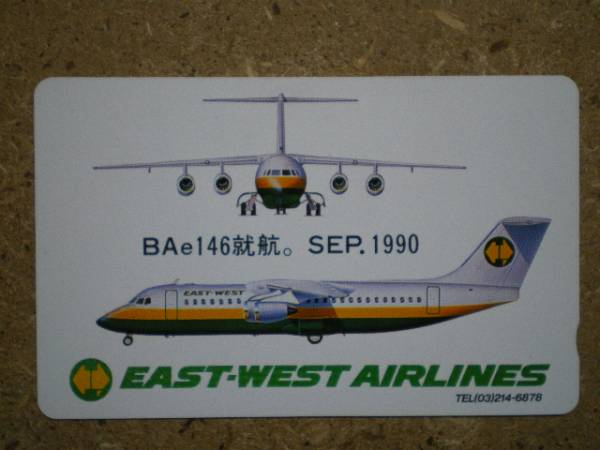 BAe146就航。 SEP. 1990
EAST-WEST
EAST-WEST AIRLINES
TEL(03)214-6878